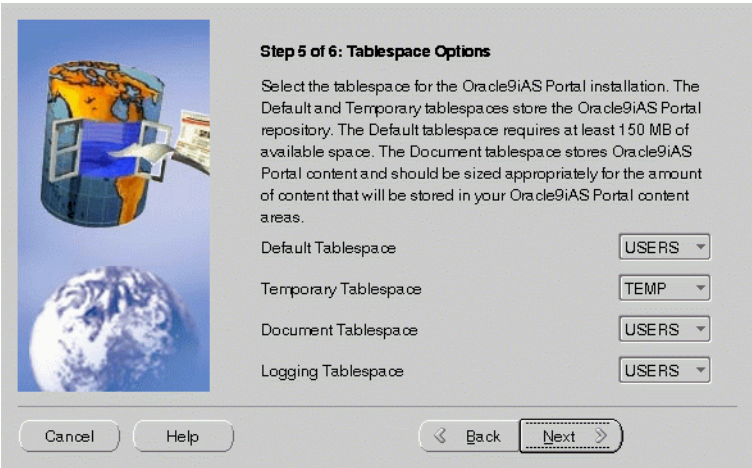 Step 5 of 6: Tablespace Options
Select the tablespace for the Oracle9iAS Portal installation. The
Default and Temporary tablespaces store the Oracle9iAS Portal
repository. The Default tablespace requires at least 150 MB of
available space. The Document tablespace stores Oracle9iAS
Portal content and should be sized appropriately for the amount
of content that will be stored in your Oracle9iAS Portal content
areas.
Default Tablespace USERS
Temporary Tablespace TEMP
Document Tablespace USERS
Logging Tablespace USERS
Cancel Help Back Next